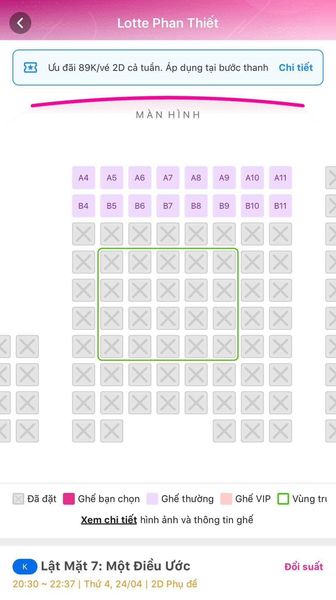 Lotte Phan Thiết
Ưu đãi 89K/vé 2D cả tuần. Áp dụng tại bước thanh Chi tiết
MÀN HÌNH
A4 A5 A6 A7 A8 A9 A10 A11
B4 B5 B6 B7 B8 B9 B10 B11
Đã đặt Ghế bạn chọn Ghế thường Ghế VIP Vùng tru
Xem chi tiết hình ảnh và thông tin ghế
K Lật Mặt 7: Một Điều Ước Đổi suất
20:30 ~ 22:37 | Thứ 4, 24/04 | 2D Phụ đề